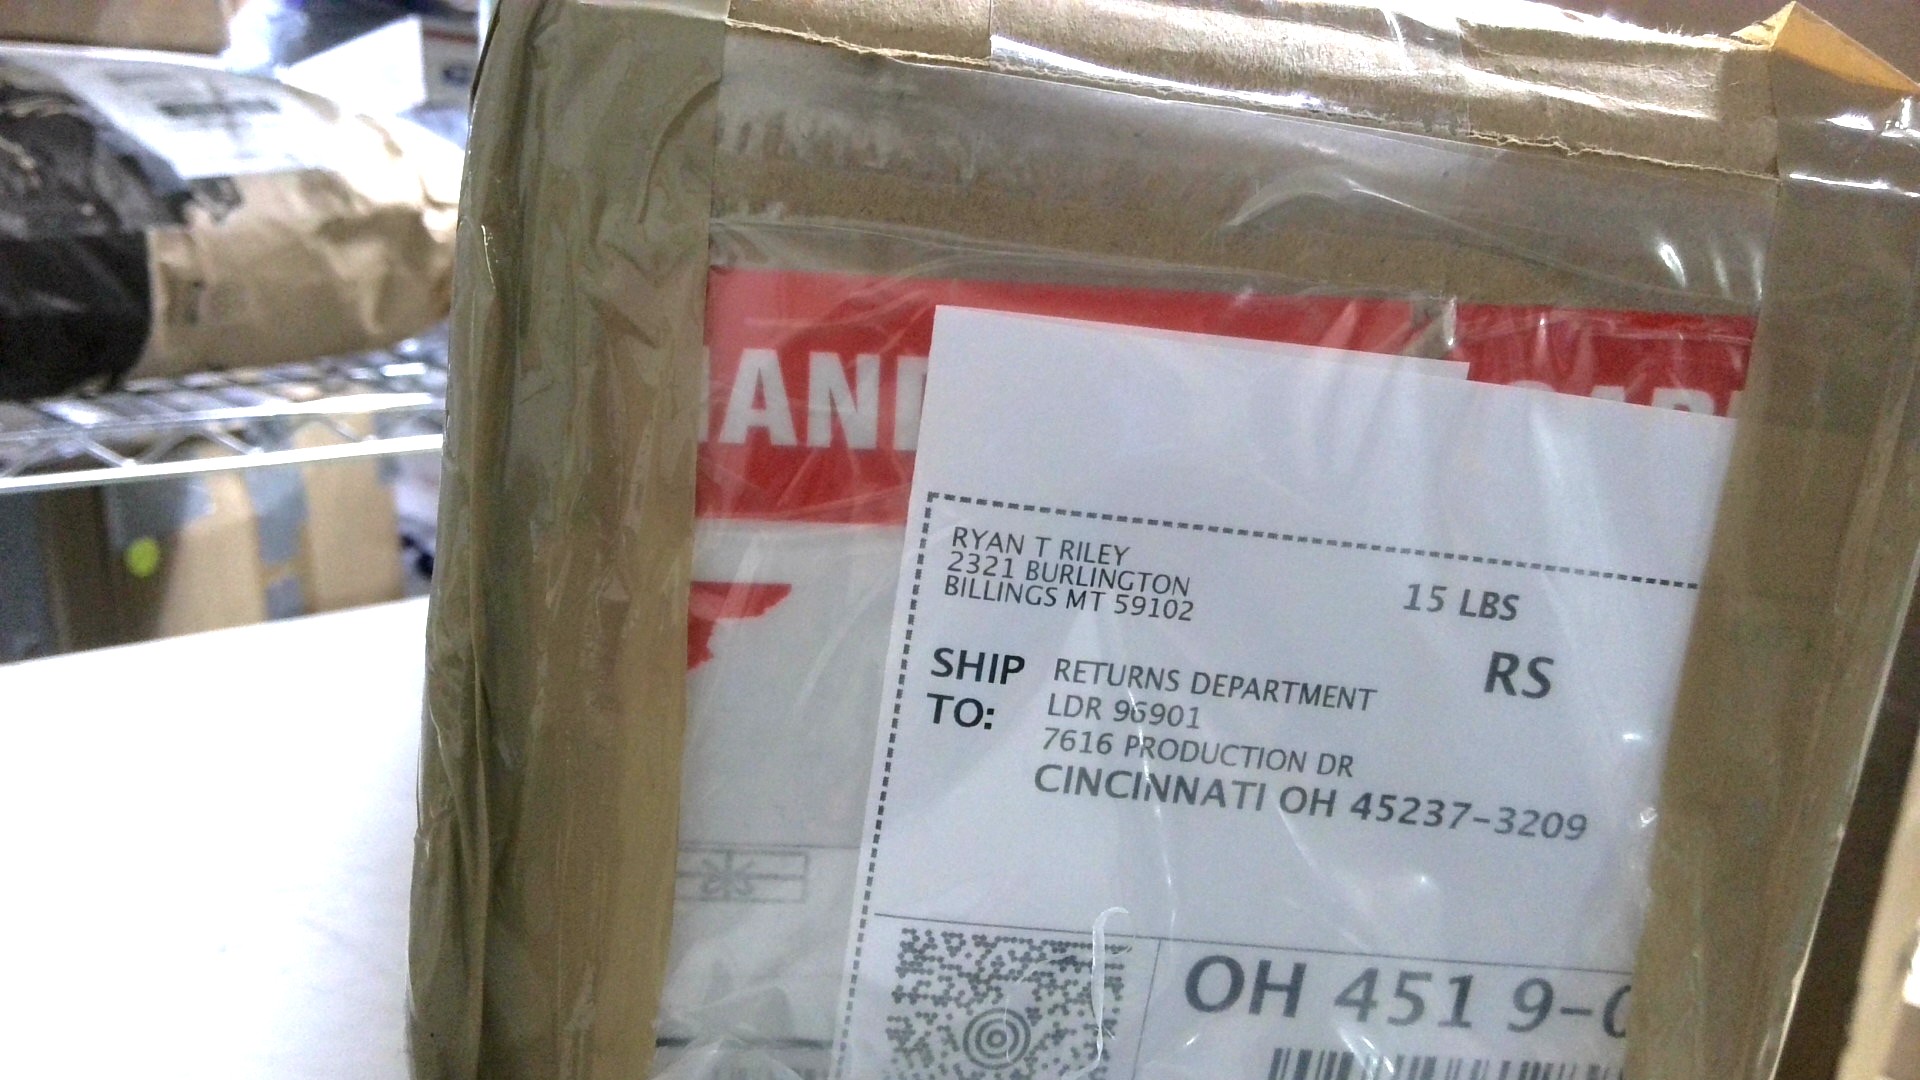 RYAN T RILEY
2321 BURLINGTON
BILLINGS MT 59102
15 LBS
RS
SHIP TO:
RETURNS DEPARTMENT
LDR 96901
7616 PRODUCTION DR
CINCINNATI OH 45237-3209
OH 451 9-0